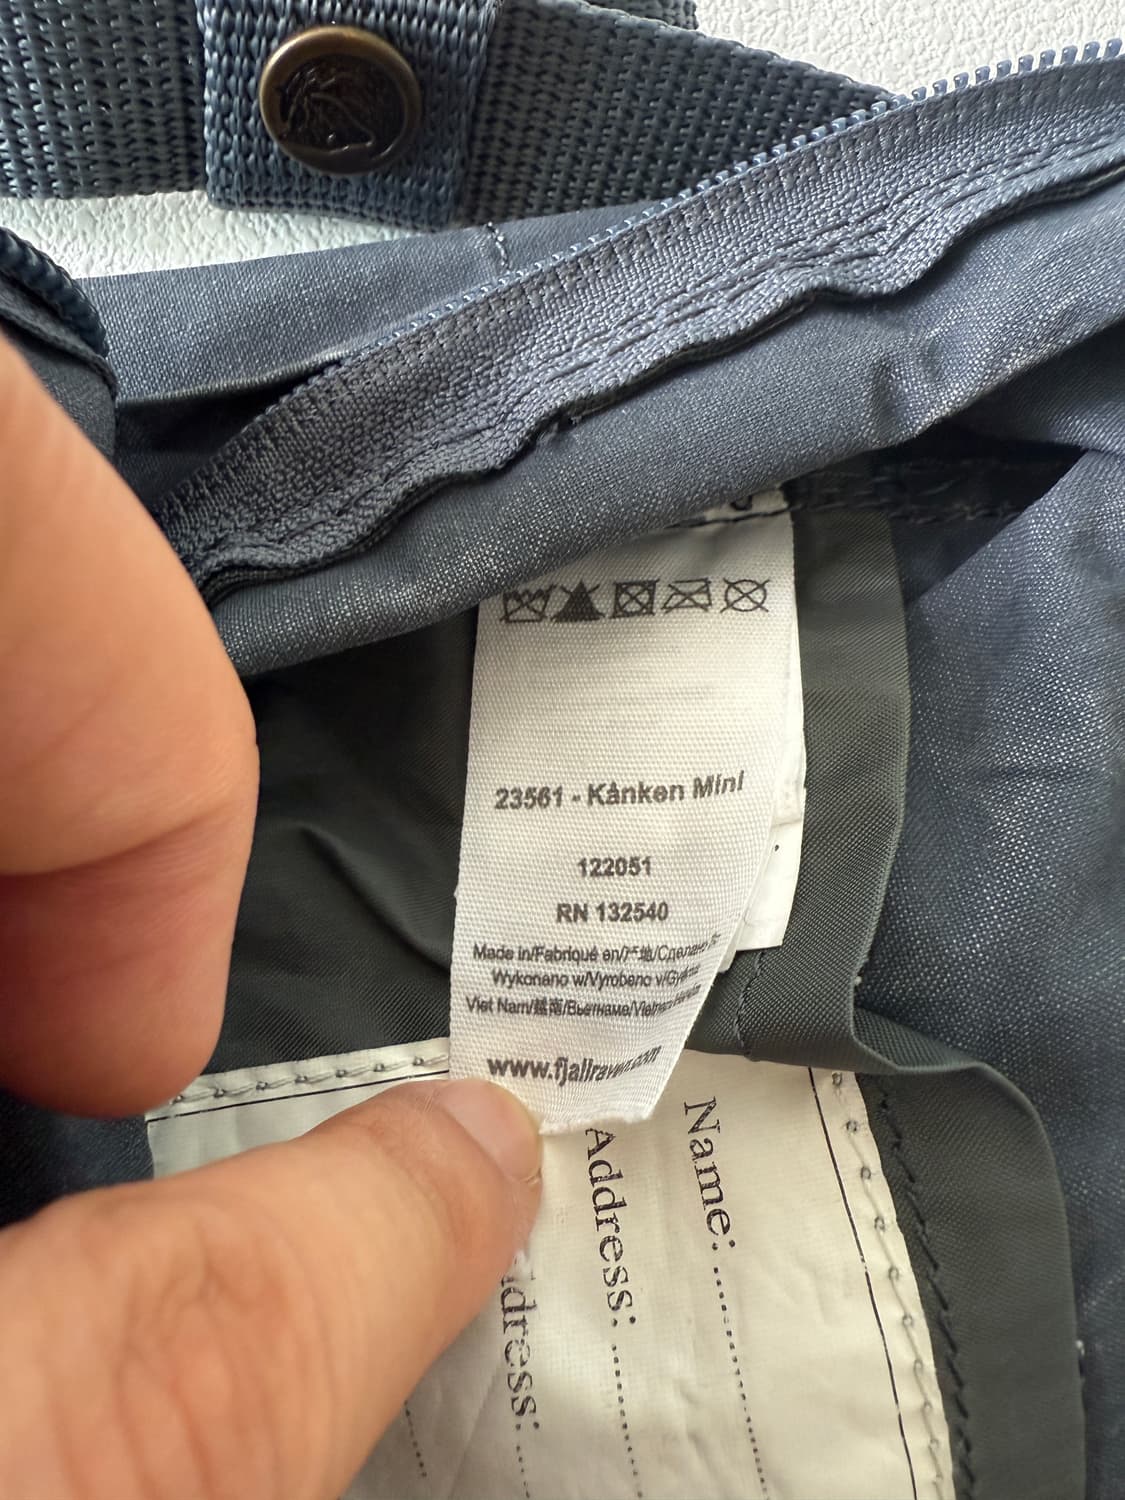 23561 - Kånken Mini
122051
RN 132540
Made in/Fabriqué en/产地/Сделано
Wykonano w/Vyrobeno v/
Viet Nam/越南/Вьетнаме/
www.fjallraven.com
Name:
Address: